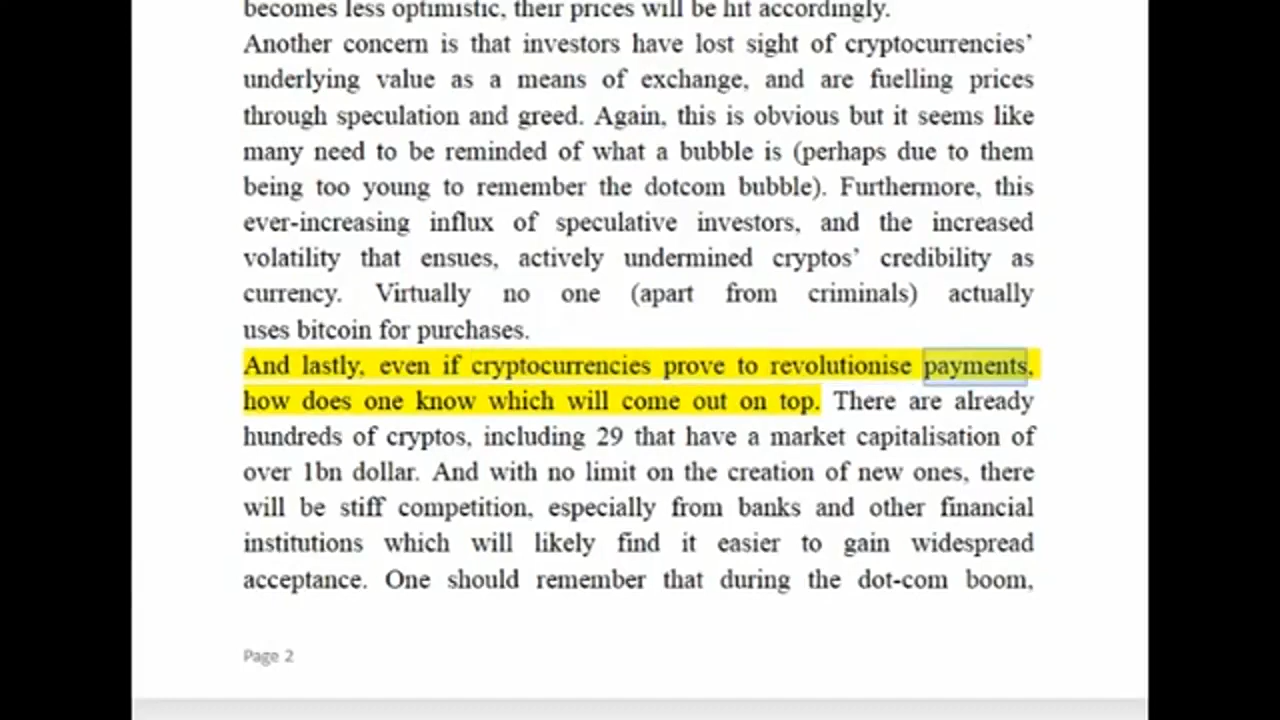 becomes less optimistic, their prices will be hit accordingly.
Another concern is that investors have lost sight of cryptocurrencies’
underlying value as a means of exchange, and are fuelling prices
through speculation and greed. Again, this is obvious but it seems like
many need to be reminded of what a bubble is (perhaps due to them
being too young to remember the dotcom bubble). Furthermore, this
ever-increasing influx of speculative investors, and the increased
volatility that ensues, actively undermined cryptos’ credibility as
currency. Virtually no one (apart from criminals) actually
uses bitcoin for purchases.
And lastly, even if cryptocurrencies prove to revolutionise payments,
how does one know which will come out on top. There are already
hundreds of cryptos, including 29 that have a market capitalisation of
over 1bn dollar. And with no limit on the creation of new ones, there
will be stiff competition, especially from banks and other financial
institutions which will likely find it easier to gain widespread
acceptance. One should remember that during the dot-com boom,
Page 2